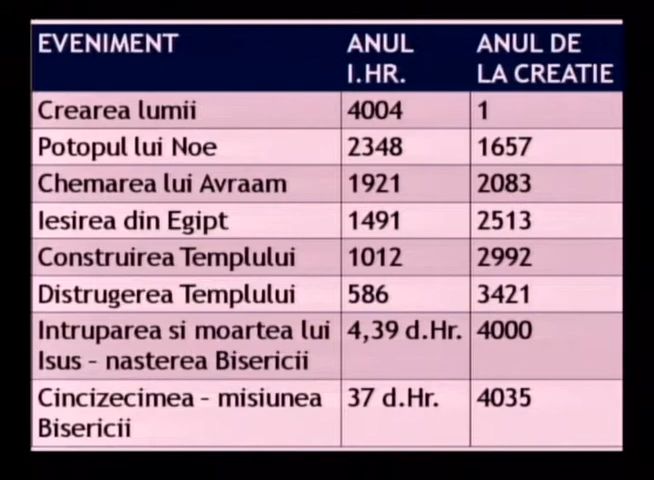 EVENIMENT ANUL I.HR. ANUL DE LA CREATIE
Crearea lumii 4004 1
Potopul lui Noe 2348 1657
Chemarea lui Avraam 1921 2083
Iesirea din Egipt 1491 2513
Construirea Templului 1012 2992
Distrugerea Templului 586 3421
Intruparea si moartea lui 4,39 d.Hr. 4000
Isus – nasterea Bisericii
Cincizecimea – misiunea 37 d.Hr. 4035
Bisericii